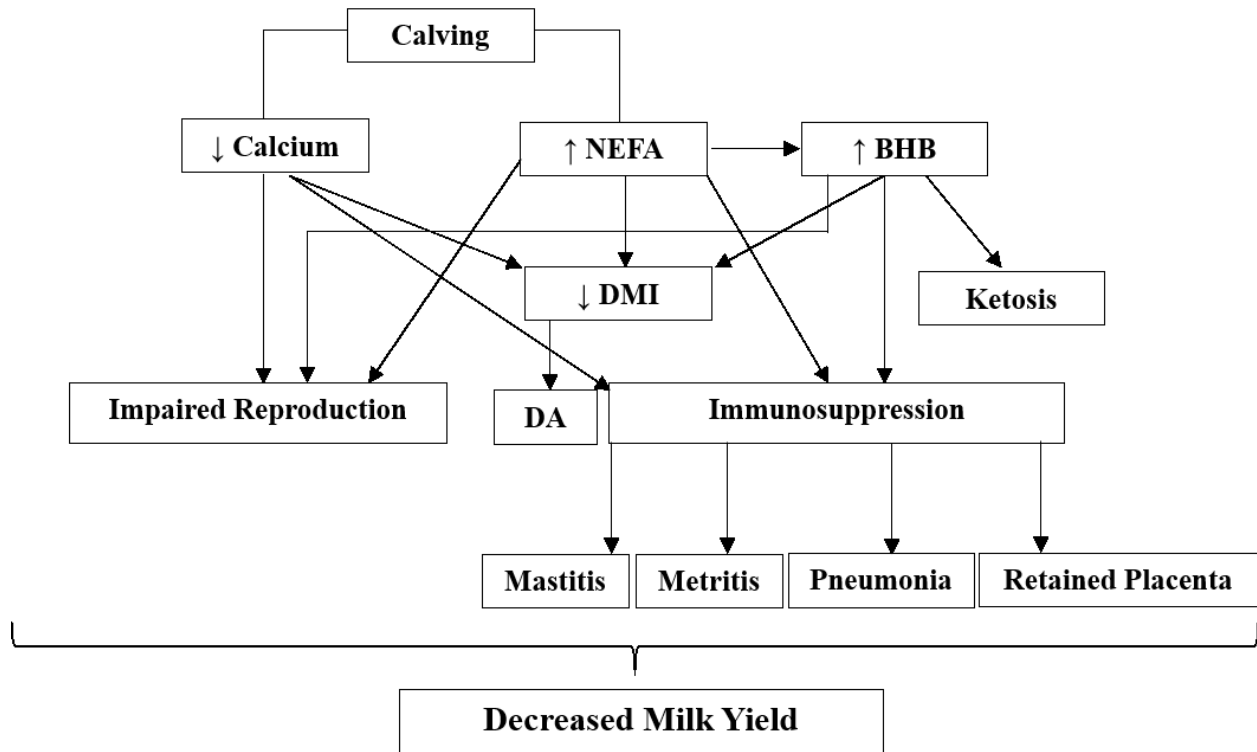 Calving
↓ Calcium
↑ NEFA
↑ BHB
↓ DMI
Ketosis
Impaired Reproduction
DA
Immunosuppression
Mastitis
Metritis
Pneumonia
Retained Placenta
Decreased Milk Yield